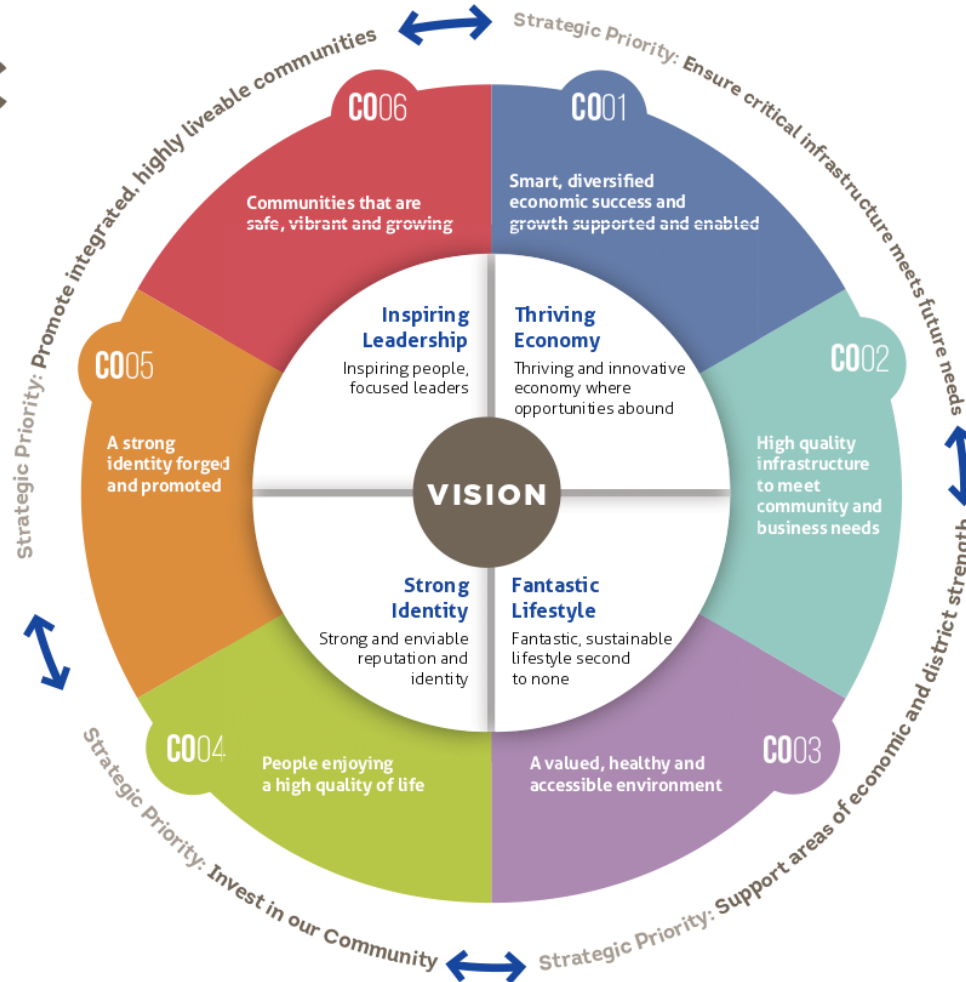 Strategic Priority: Ensure critical infrastructure meets future needs
Strategic Priority: Support areas of economic and district strength
Strategic Priority: Invest in our Community
Strategic Priority: Promote integrated, highly liveable communities
CO01
Smart, diversified
economic success and
growth supported and enabled
CO02
High quality
infrastructure
to meet
community and
business needs
CO03
A valued, healthy and
accessible environment
CO04
People enjoying
a high quality of life
CO05
A strong
identity forged
and promoted
CO06
Communities that are
safe, vibrant and growing
Inspiring
Leadership
Inspiring people,
focused leaders
Thriving
Economy
Thriving and innovative
economy where
opportunities abound
VISION
Strong
Identity
Strong and enviable
reputation and
identity
Fantastic
Lifestyle
Fantastic, sustainable
lifestyle second
to none